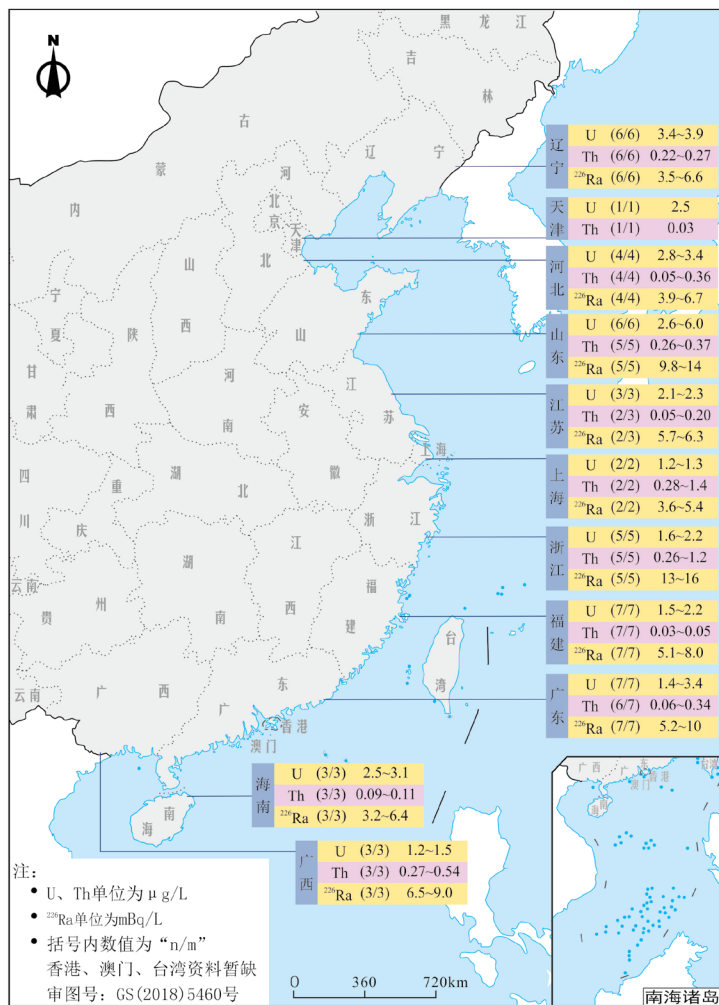 N
黑龙江
吉林
内蒙古
辽宁
河北
北京
天津
山西
宁夏
陕西
山东
甘肃
河南
江苏
安徽
上海
四川
重庆
湖北
浙江
云南
贵州
湖南
江西
福建
台湾
云南
广西
广东
香港
澳门
海南
辽宁
U (6/6) 3.4~3.9
Th (6/6) 0.22~0.27
²²⁶Ra (6/6) 3.5~6.6
天津
U (1/1) 2.5
Th (1/1) 0.03
河北
U (4/4) 2.8~3.4
Th (4/4) 0.05~0.36
²²⁶Ra (4/4) 3.9~6.7
山东
U (6/6) 2.6~6.0
Th (5/5) 0.26~0.37
²²⁶Ra (5/5) 9.8~14
江苏
U (3/3) 2.1~2.3
Th (2/3) 0.05~0.20
²²⁶Ra (2/3) 5.7~6.3
上海
U (2/2) 1.2~1.3
Th (2/2) 0.28~1.4
²²⁶Ra (2/2) 3.6~5.4
浙江
U (5/5) 1.6~2.2
Th (5/5) 0.26~1.2
²²⁶Ra (5/5) 13~16
福建
U (7/7) 1.5~2.2
Th (7/7) 0.03~0.05
²²⁶Ra (7/7) 5.1~8.0
广东
U (7/7) 1.4~3.4
Th (6/7) 0.06~0.34
²²⁶Ra (7/7) 5.2~10
海南
U (3/3) 2.5~3.1
Th (3/3) 0.09~0.11
²²⁶Ra (3/3) 3.2~6.4
广西
U (3/3) 1.2~1.5
Th (3/3) 0.27~0.54
²²⁶Ra (3/3) 6.5~9.0
注：
• U、Th单位为μg/L
• ²²⁶Ra单位为mBq/L
• 括号内数值为“n/m”
香港、澳门、台湾资料暂缺
审图号：GS(2018)5460号
0 360 720km
广西
广东
香港
澳门
台湾
海南
南海诸岛